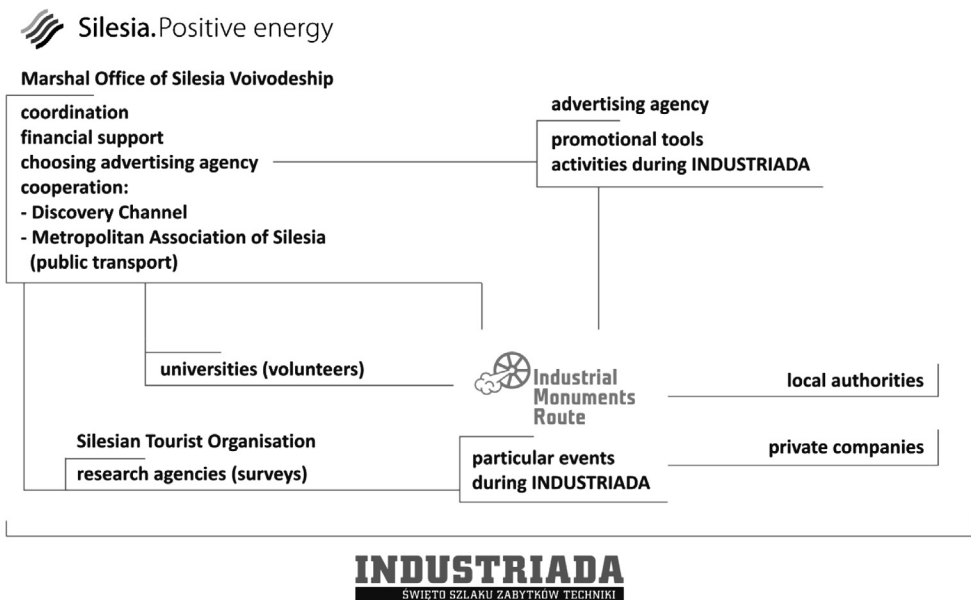 Silesia.Positive energy
Marshal Office of Silesia Voivodeship
coordination
financial support
choosing advertising agency
cooperation:
- Discovery Channel
- Metropolitan Association of Silesia
(public transport)
advertising agency
promotional tools
activities during INDUSTRIADA
universities (volunteers)
Industrial
Monuments
Route
local authorities
Silesian Tourist Organisation
research agencies (surveys)
particular events
during INDUSTRIADA
private companies
INDUSTRIADA
ŚWIĘTO SZLAKU ZABYTKÓW TECHNIKI